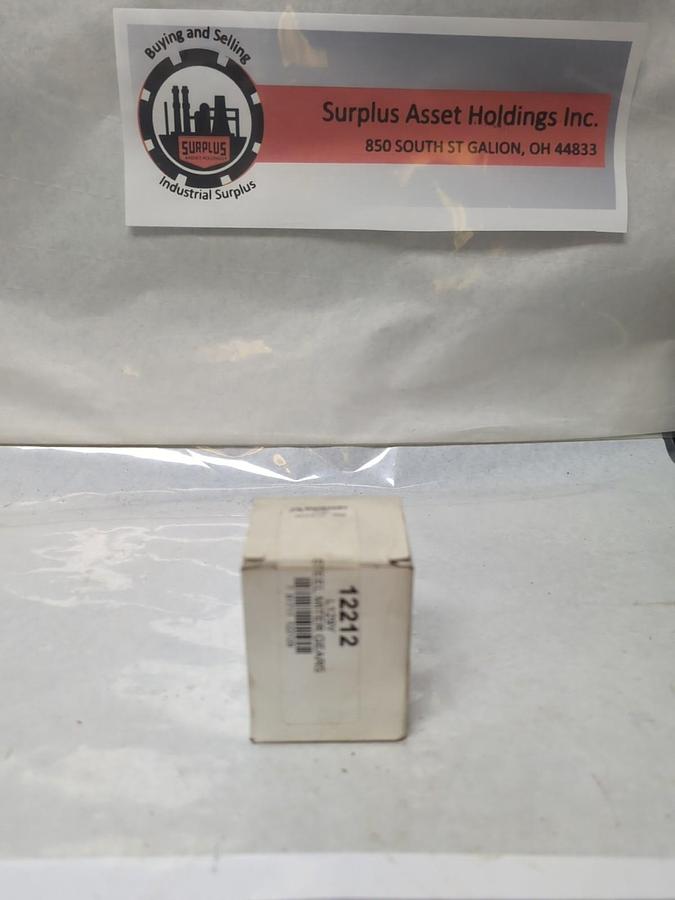 Buying and Selling
SURPLUS
Industrial Surplus
Surplus Asset Holdings Inc.
850 SOUTH ST GALION, OH 44833
12212
STEEL MITER GEARS